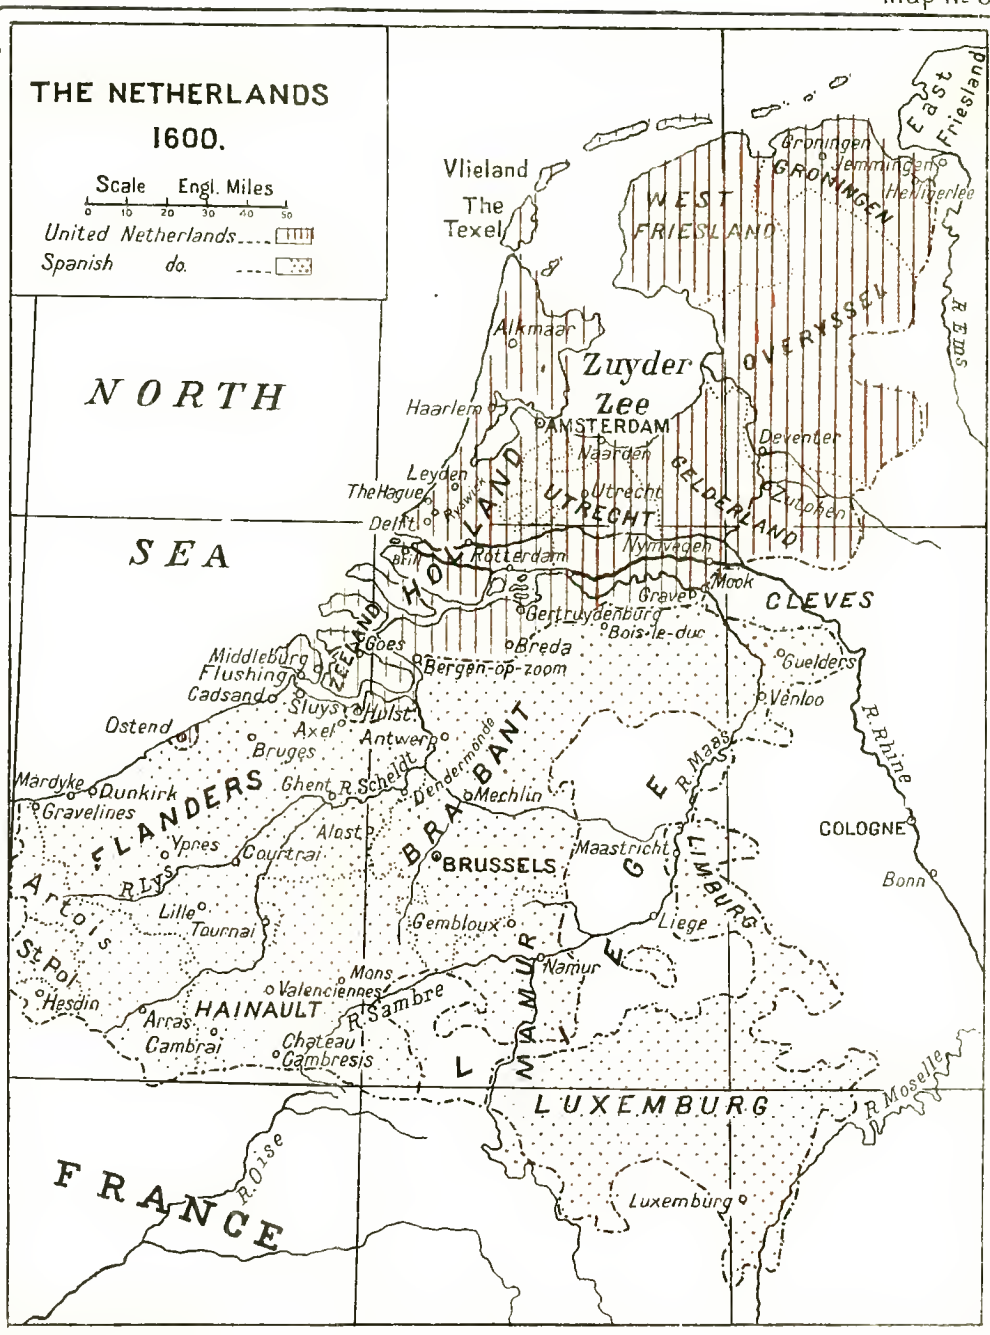 THE NETHERLANDS
1600.
Scale Engl. Miles
0 10 20 30 40 50
United Netherlands....
Spanish do. ....
East
Friesland
Vlieland
The
Texel
Groningen
Jemmingen
Heiligerlee
GRONINGEN
WEST
FRIESLAND
OVERYSSEL
R Ems
Alkmaar
Zuyder
Zee
NORTH
SEA
Haarlem
AMSTERDAM
Naarden
Deventer
Leyden
The Hague
Ryswick
HOLLAND
UTRECHT
Utrecht
GELDERLAND
Zutphen
Delft
Brill
Rotterdam
Nymvegen
Mook
Grave
CLEVES
Gertruydenburg
Bois-le-duc
ZEELAND
Goes
Breda
Guelders
Middleburg
Flushing
Bergen-op-zoom
Cadsand
Venloo
Sluys
Hulst
Axel
Ostend
Bruges
Antwerp
R. Rhine
R. Maas
Mardyke
Dunkirk
Gravelines
Ghent
R Scheldt
Dendermonde
BRABANT
Mechlin
FLANDERS
Ypres
Courtrai
Alost
COLOGNE
Maastricht
LIMBURG
BRUSSELS
R Lys
Bonn
Artois
Lille
Tournai
Gembloux
Liege
St Pol
Hesdin
Mons
Valenciennes
Namur
HAINAULT
R Sambre
Arras
Cambrai
Chateau
Cambresis
MAMUR
LIEGE
R Moselle
LUXEMBURG
R. Oise
FRANCE
Luxemburg